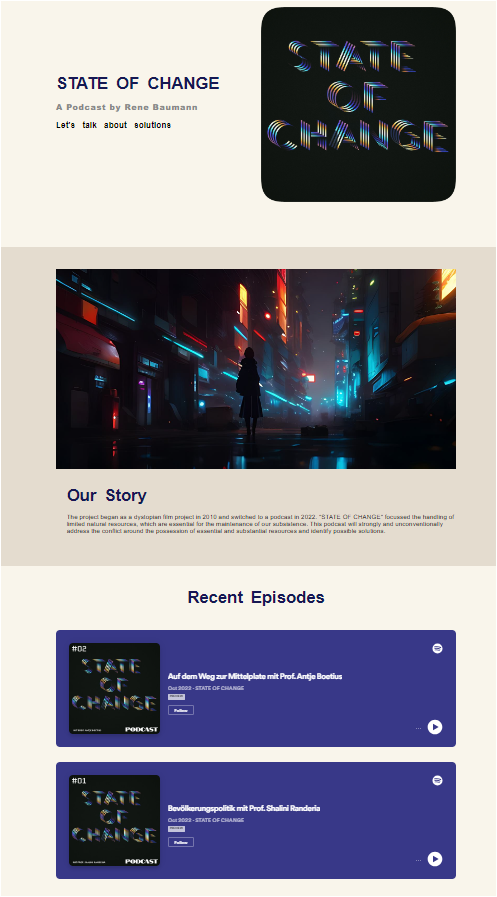 STATE OF CHANGE
A Podcast by Rene Baumann
Let's talk about solutions
STATE
OF
CHANGE
Our Story
The project began as a dystopian film project in 2010 and switched to a podcast in 2022. "STATE OF CHANGE" focussed the handling of
limited natural resources, which are essential for the maintenance of our subsistence. This podcast will strongly and unconventionally
address the conflict around the possession of essential and substantial resources and identify possible solutions.
Recent Episodes
#02
STATE
OF
CHANGE
PODCAST
Auf dem Weg zur Mittelplate mit Prof. Antje Boetius
Oct 2022 · STATE OF CHANGE
Follow
#01
STATE
OF
CHANGE
PODCAST
Bevölkerungspolitik mit Prof. Shalini Randeria
Oct 2022 · STATE OF CHANGE
Follow